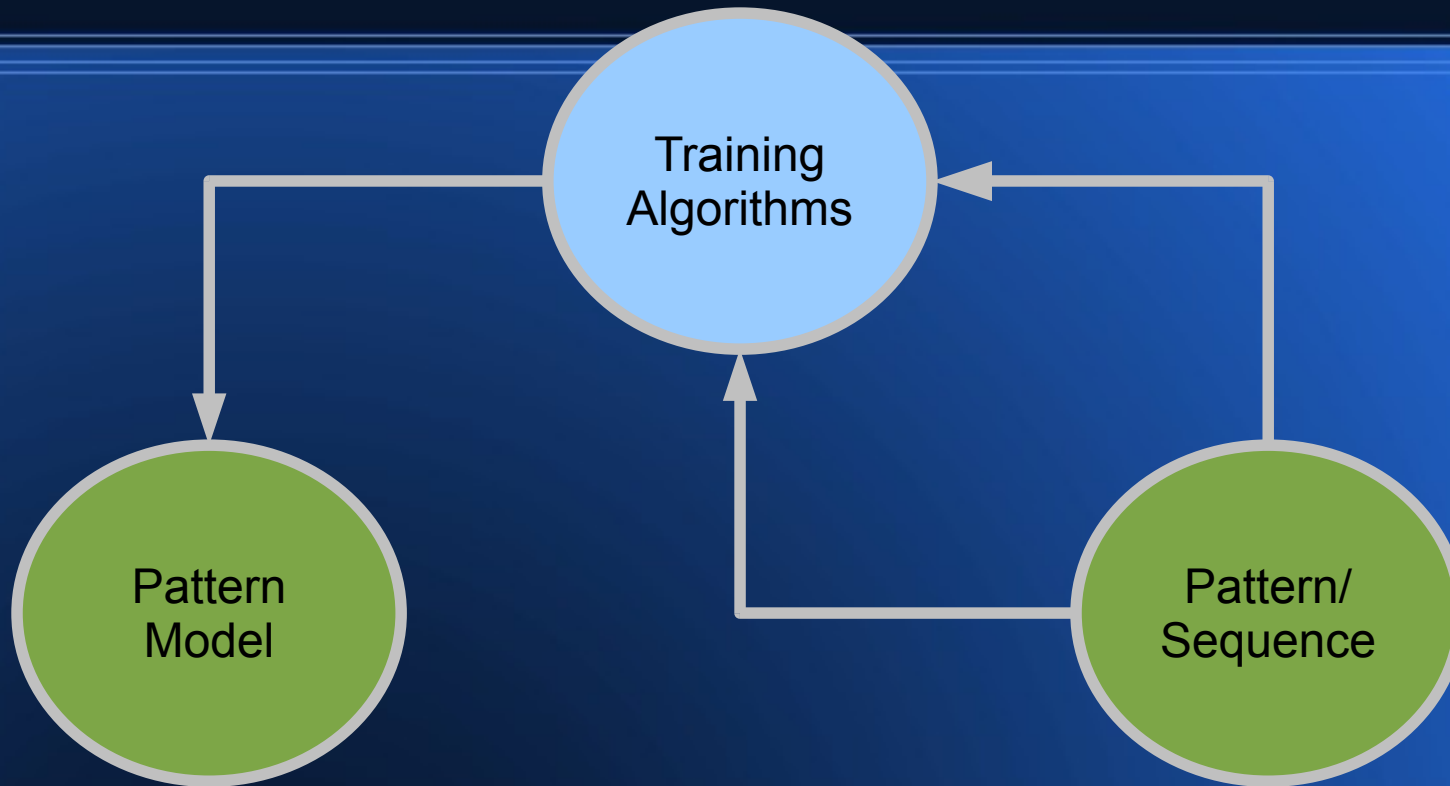 Training
Algorithms
Pattern
Model
Pattern/
Sequence